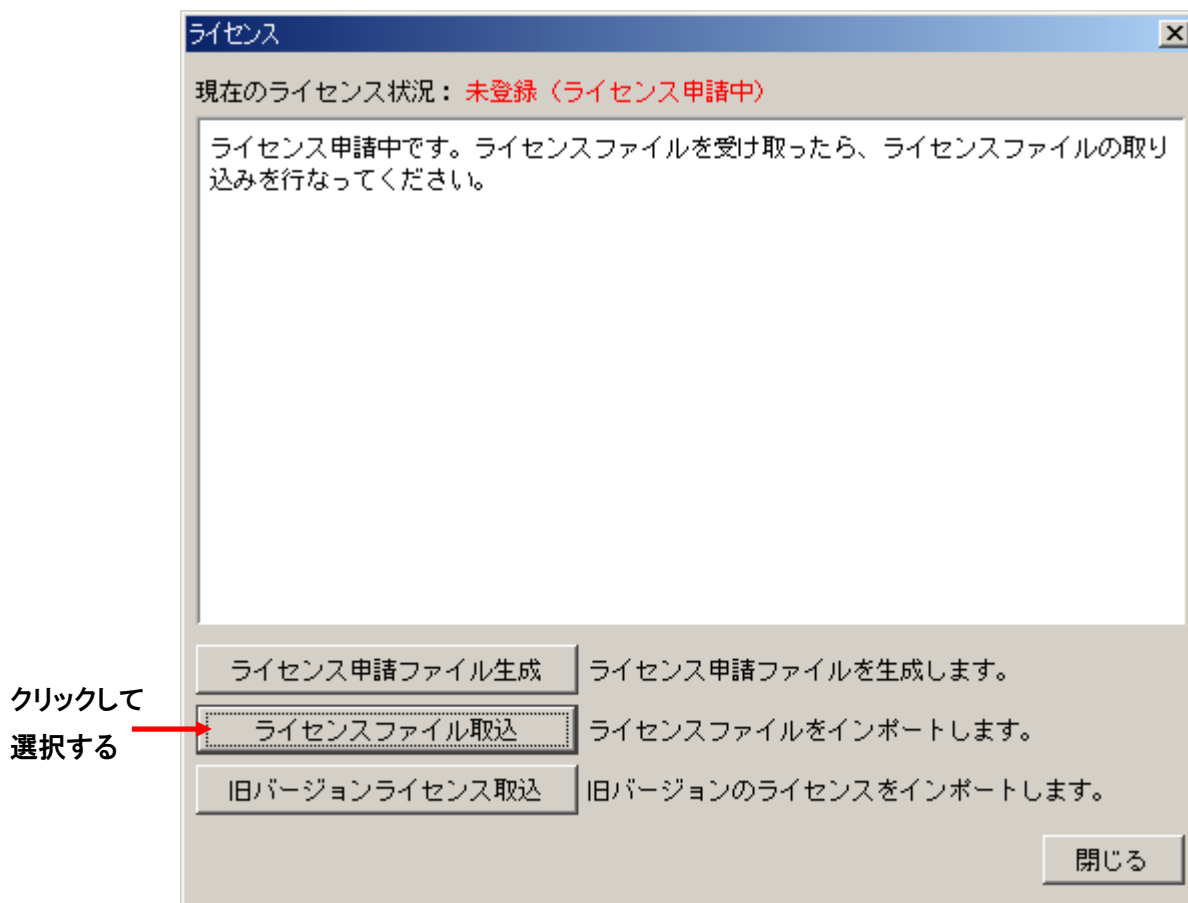 ライセンス
現在のライセンス状況： 未登録（ライセンス申請中）
ライセンス申請中です。ライセンスファイルを受け取ったら、ライセンスファイルの取り
込みを行なってください。
ライセンス申請ファイル生成 ライセンス申請ファイルを生成します。
クリックして
選択する
ライセンスファイル取込 ライセンスファイルをインポートします。
旧バージョンライセンス取込 旧バージョンのライセンスをインポートします。
閉じる